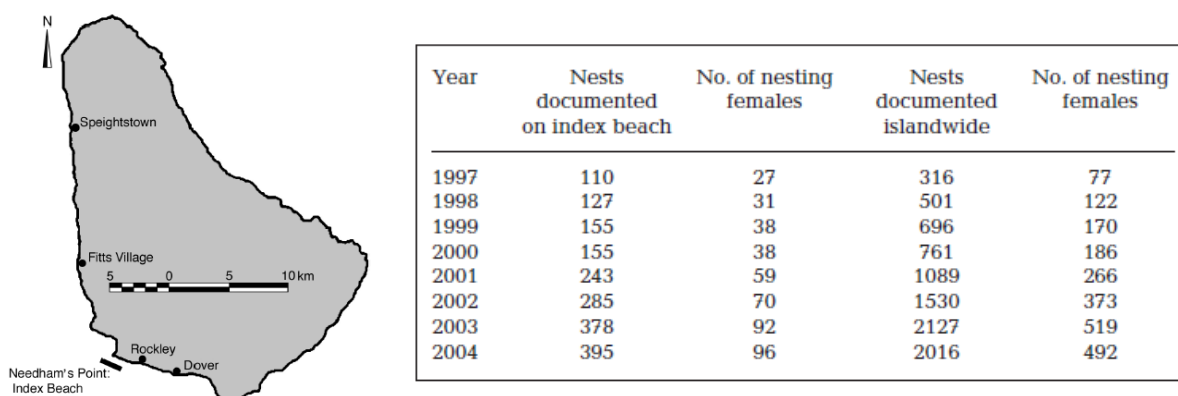 N
Speightstown
Fitts Village
5 0 5 10 km
Rockley
Dover
Needham's Point:
Index Beach
Year Nests No. of nesting Nests No. of nesting
documented females documented females
on index beach islandwide
1997 110 27 316 77
1998 127 31 501 122
1999 155 38 696 170
2000 155 38 761 186
2001 243 59 1089 266
2002 285 70 1530 373
2003 378 92 2127 519
2004 395 96 2016 492